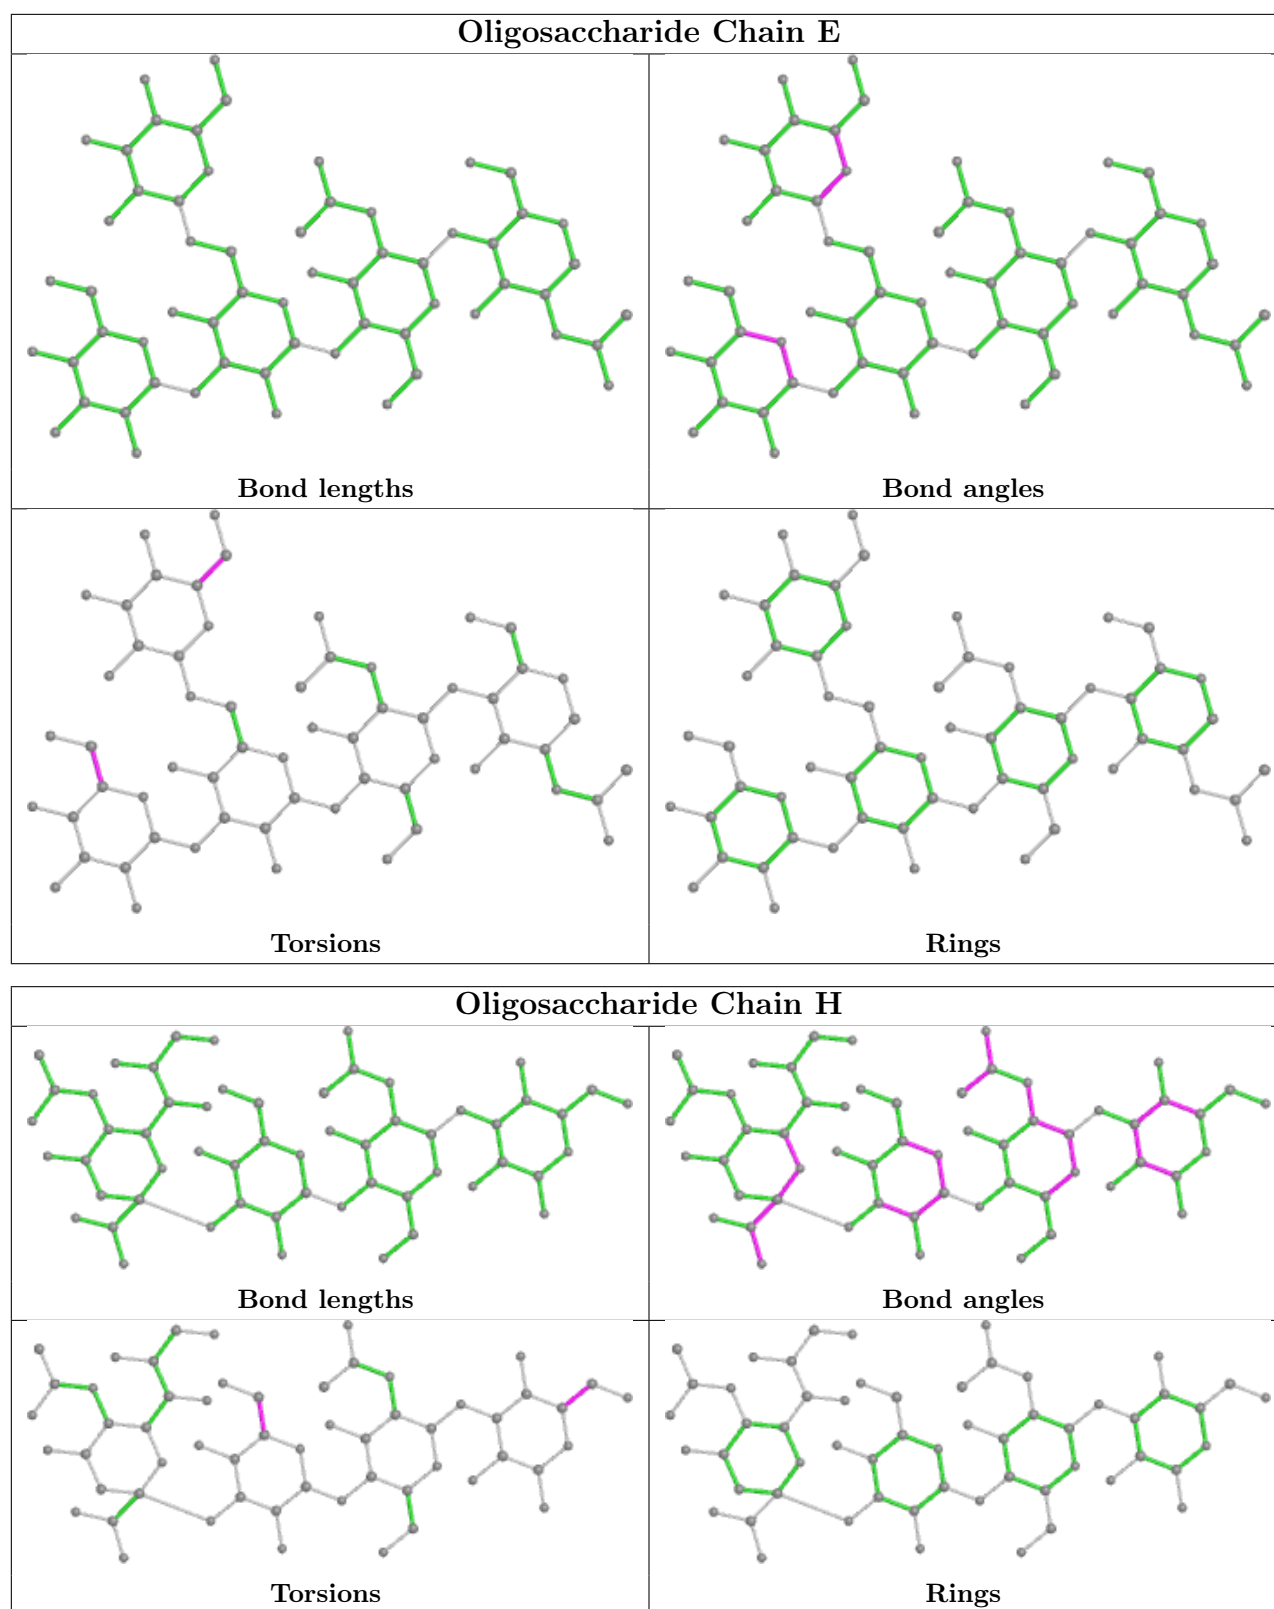 Oligosaccharide Chain E
Bond lengths
Bond angles
Torsions
Rings
Oligosaccharide Chain H
Bond lengths
Bond angles
Torsions
Rings